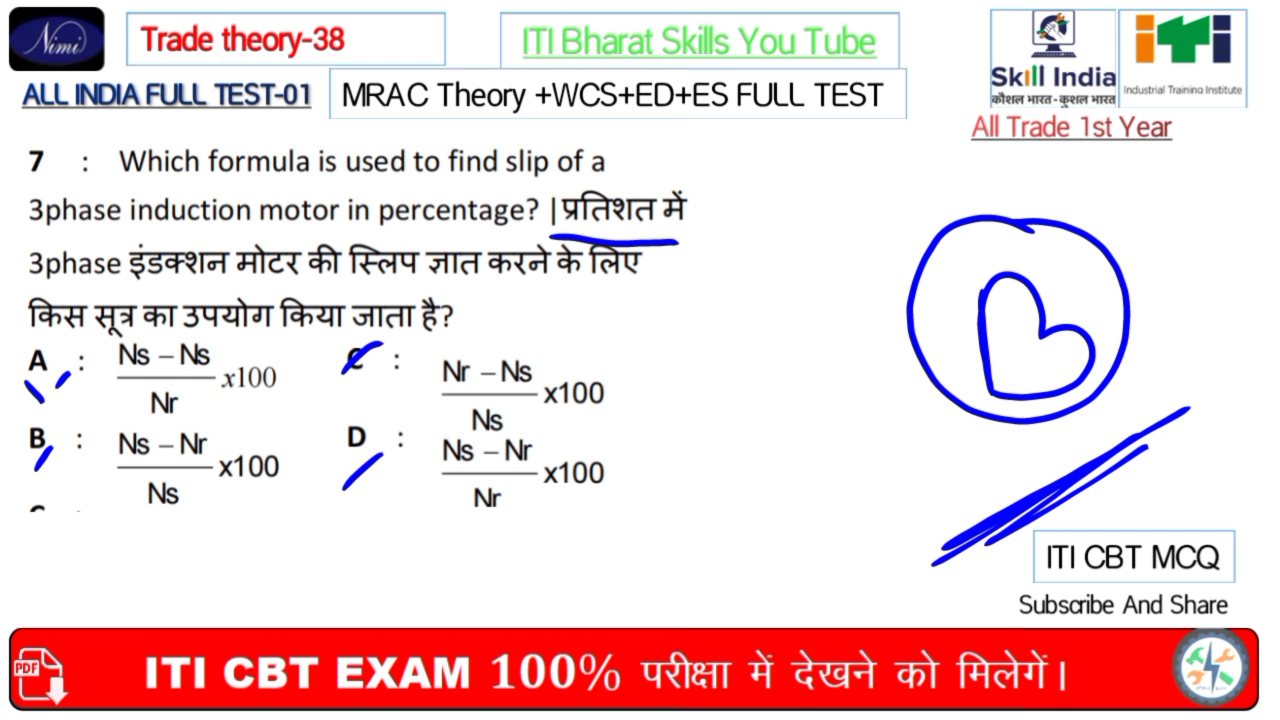 Nimi
Trade theory-38
ITI Bharat Skills You Tube
ALL INDIA FULL TEST-01
MRAC Theory +WCS+ED+ES FULL TEST
Skill India
कौशल भारत-कुशल भारत
iTi
Industrial Training Institute
All Trade 1st Year
7 : Which formula is used to find slip of a
3phase induction motor in percentage? |प्रतिशत में
3phase इंडक्शन मोटर की स्लिप ज्ञात करने के लिए
किस सूत्र का उपयोग किया जाता है?
A : Ns – Ns / Nr x100
B : Ns – Nr / Ns x100
C : Nr – Ns / Ns x100
D : Ns – Nr / Nr x100
ITI CBT MCQ
Subscribe And Share
PDF
ITI CBT EXAM 100% परीक्षा में देखने को मिलेगें।